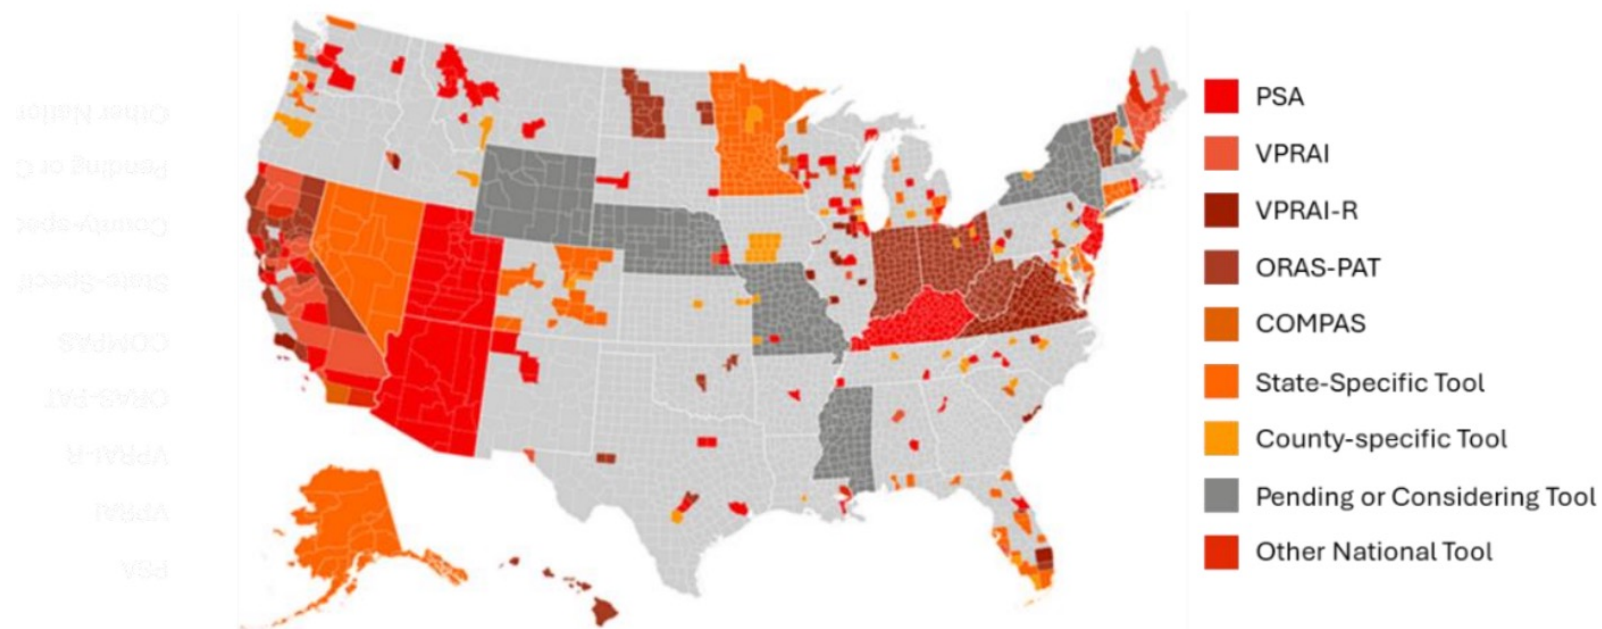 PSA
VPRAI
VPRAI-R
ORAS-PAT
COMPAS
State-Specific Tool
County-specific Tool
Pending or Considering Tool
Other National Tool